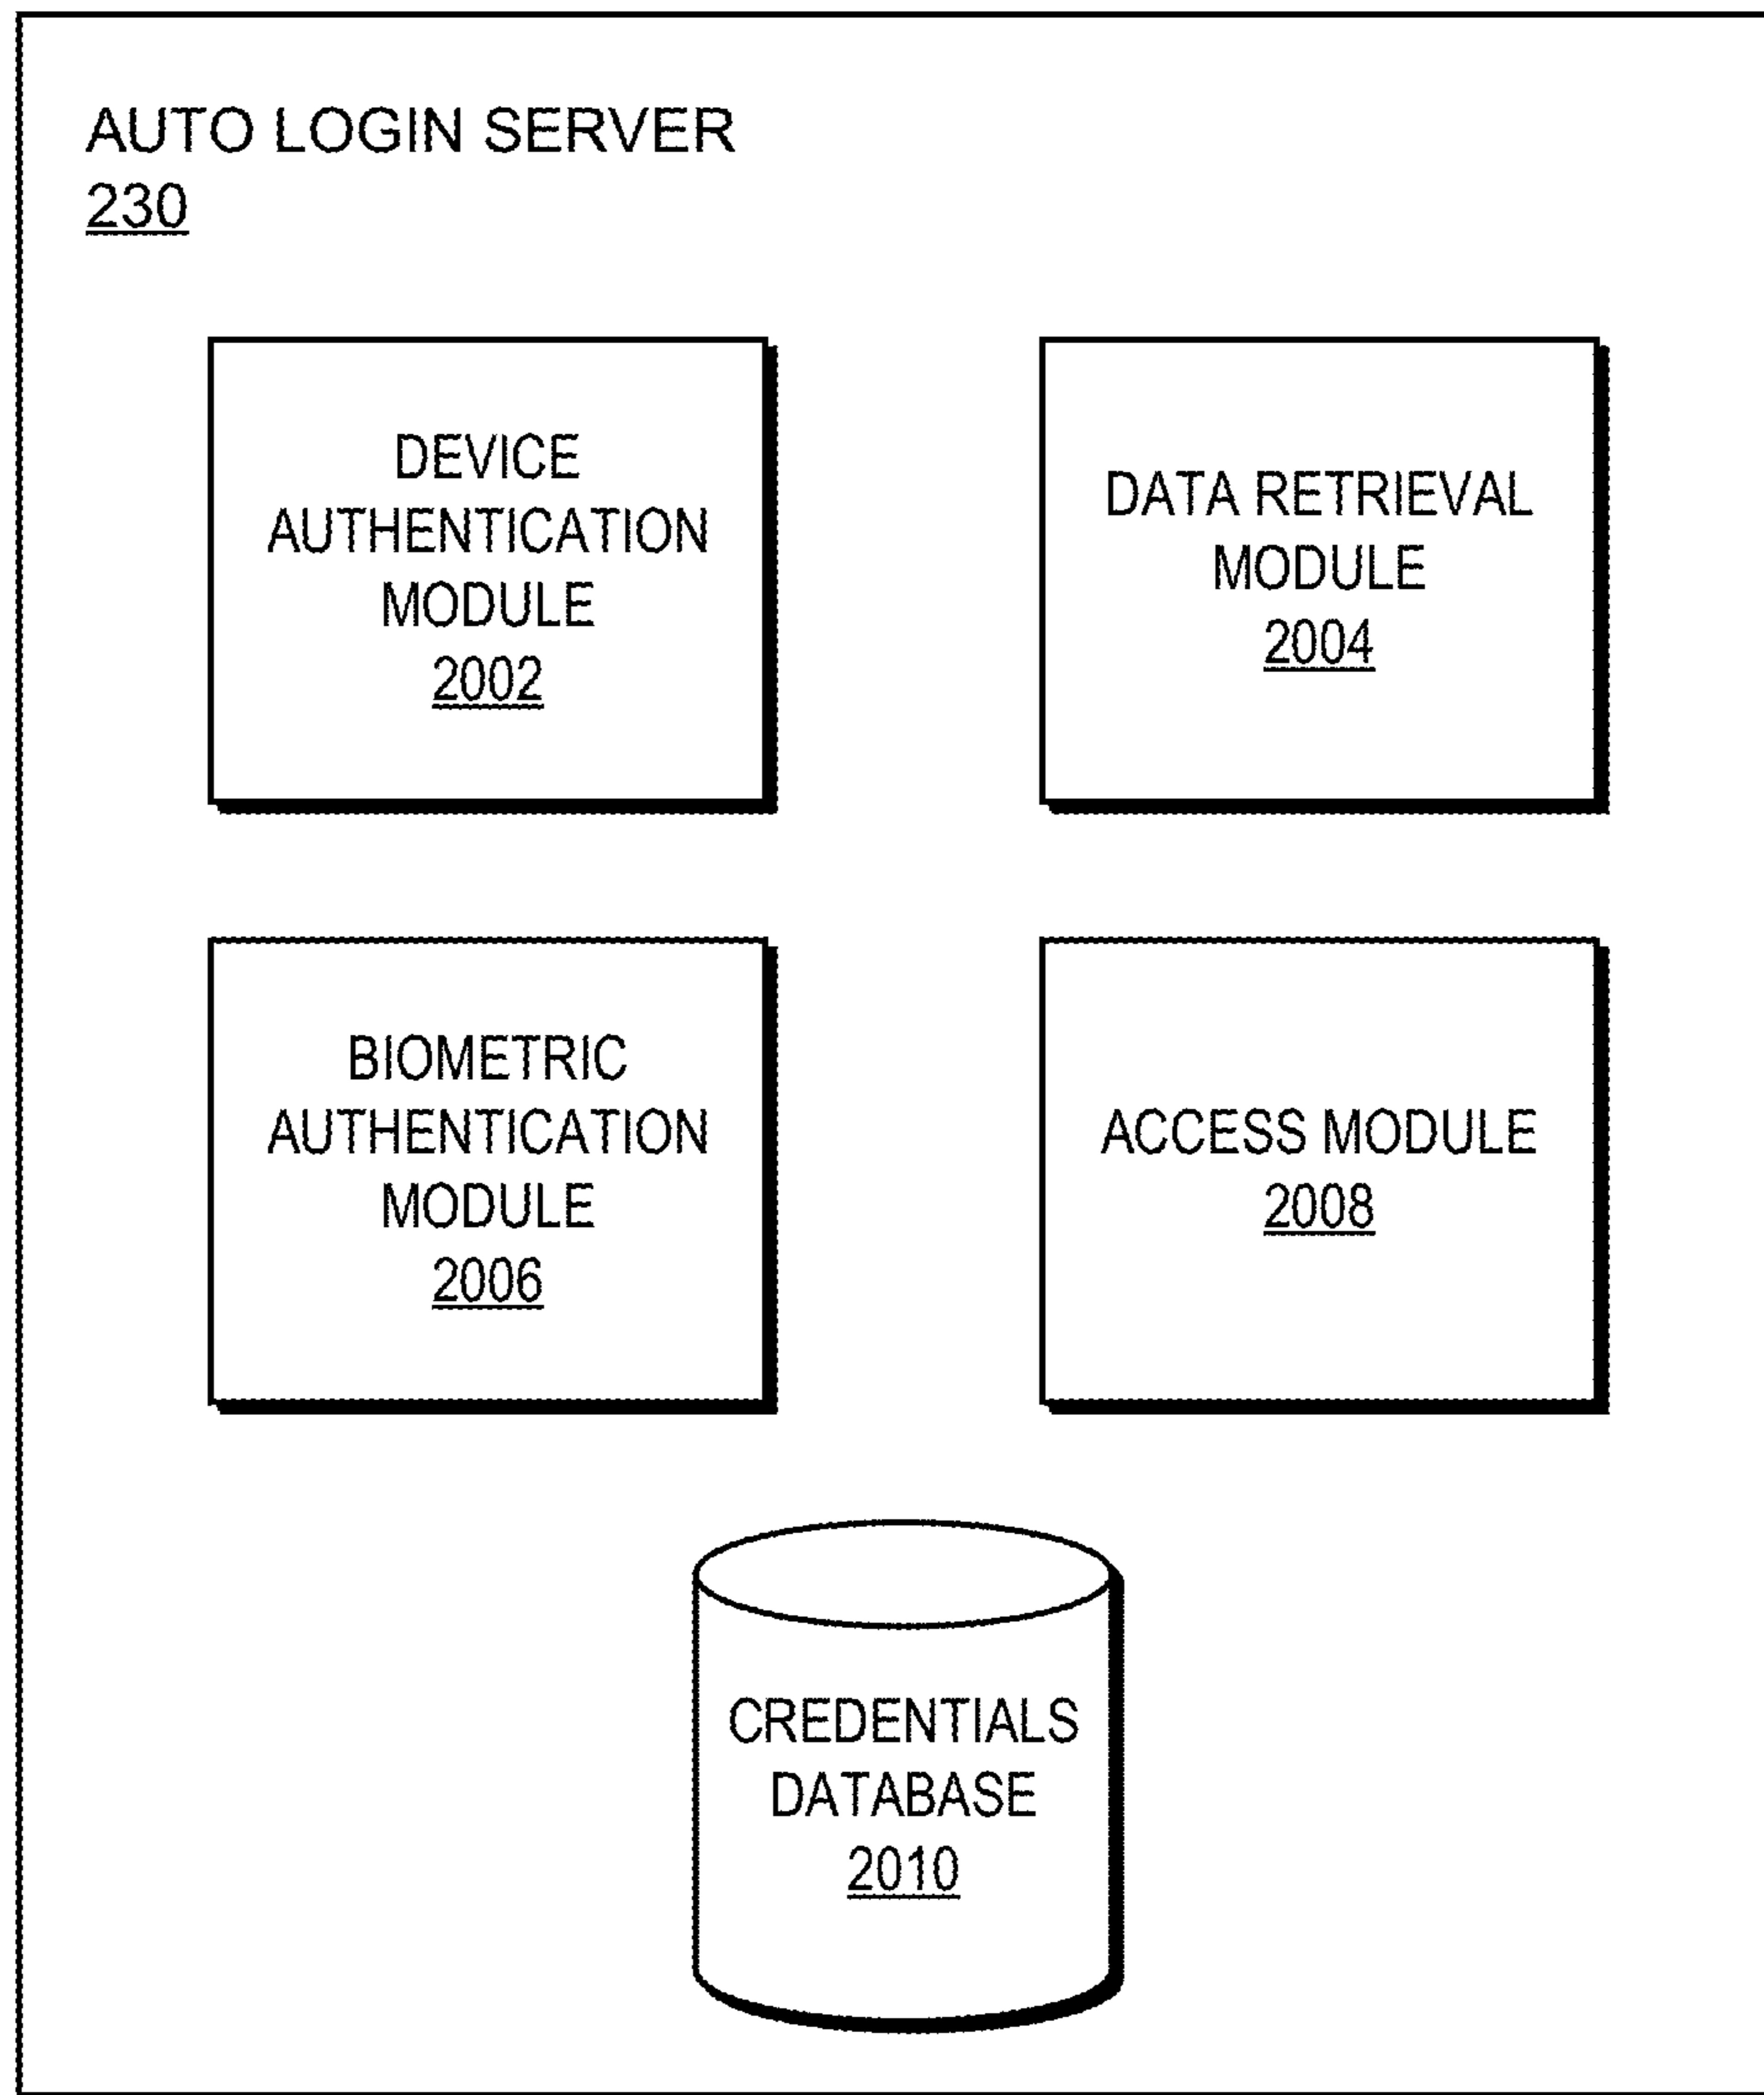 AUTO LOGIN SERVER
230
DEVICE
AUTHENTICATION
MODULE
2002
DATA RETRIEVAL
MODULE
2004
BIOMETRIC
AUTHENTICATION
MODULE
2006
ACCESS MODULE
2008
CREDENTIALS
DATABASE
2010